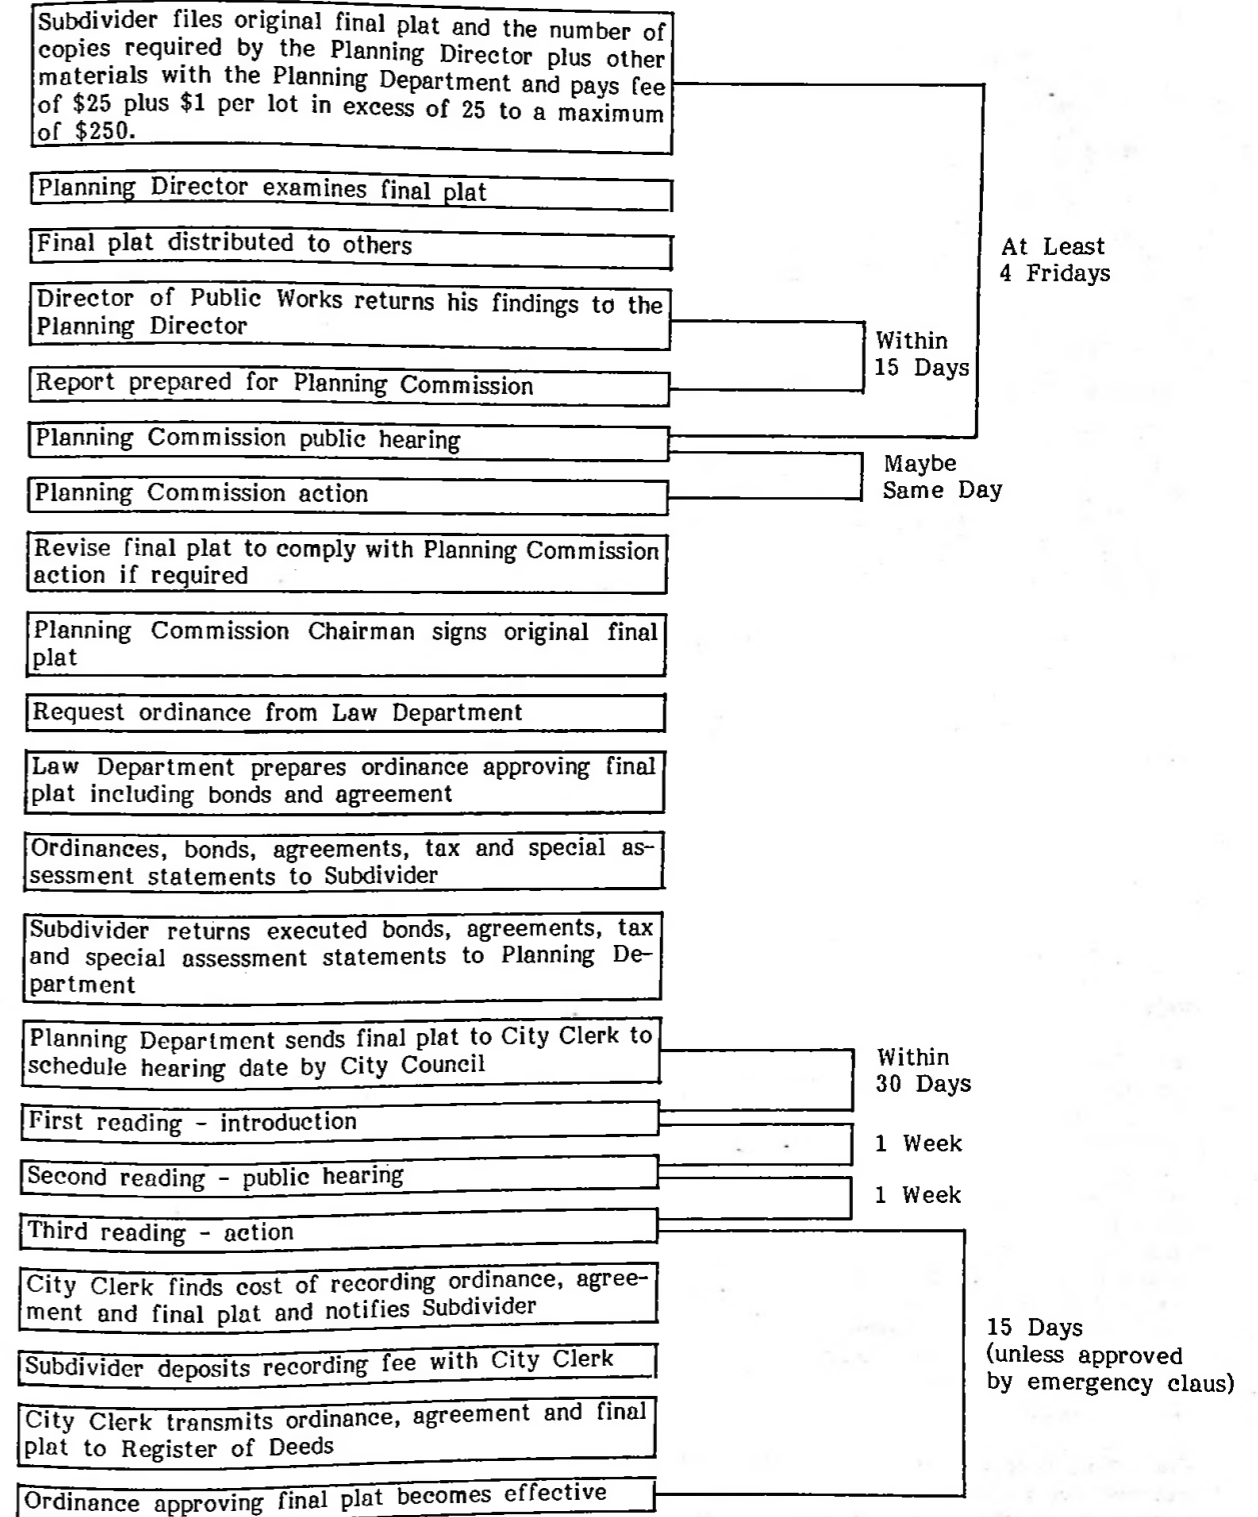 Subdivider files original final plat and the number of
copies required by the Planning Director plus other
materials with the Planning Department and pays fee
of $25 plus $1 per lot in excess of 25 to a maximum
of $250.
Planning Director examines final plat
Final plat distributed to others
At Least
4 Fridays
Director of Public Works returns his findings to the
Planning Director
Within
15 Days
Report prepared for Planning Commission
Planning Commission public hearing
Maybe
Same Day
Planning Commission action
Revise final plat to comply with Planning Commission
action if required
Planning Commission Chairman signs original final
plat
Request ordinance from Law Department
Law Department prepares ordinance approving final
plat including bonds and agreement
Ordinances, bonds, agreements, tax and special as-
sessment statements to Subdivider
Subdivider returns executed bonds, agreements, tax
and special assessment statements to Planning De-
partment
Planning Department sends final plat to City Clerk to
schedule hearing date by City Council
Within
30 Days
First reading - introduction
1 Week
Second reading - public hearing
1 Week
Third reading - action
City Clerk finds cost of recording ordinance, agree-
ment and final plat and notifies Subdivider
15 Days
(unless approved
by emergency claus)
Subdivider deposits recording fee with City Clerk
City Clerk transmits ordinance, agreement and final
plat to Register of Deeds
Ordinance approving final plat becomes effective